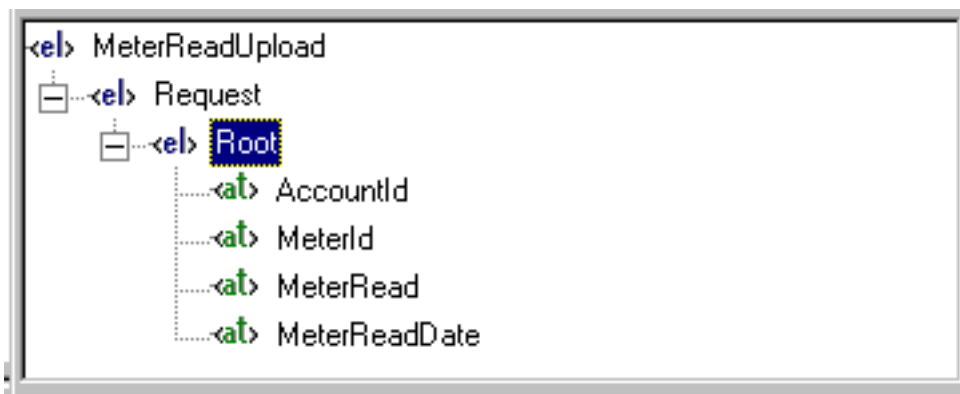 <el> MeterReadUpload
<el> Request
<el> Root
<at> AccountId
<at> MeterId
<at> MeterRead
<at> MeterReadDate